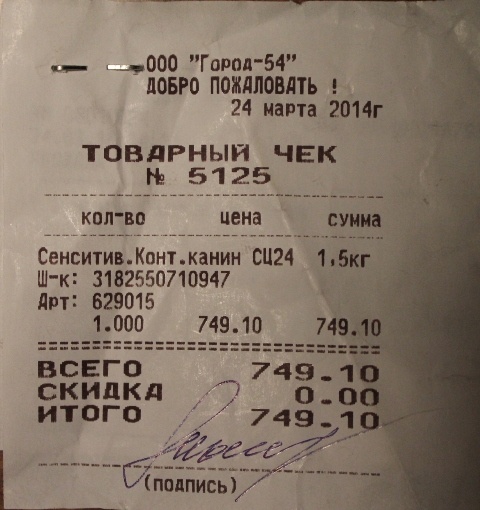 ООО "Город-54"
ДОБРО ПОЖАЛОВАТЬ !
24 марта 2014г
ТОВАРНЫЙ ЧЕК
№ 5125
кол-во цена сумма
Сенситив.Конт.канин СЦ24 1,5кг
Ш-к: 3182550710947
Арт: 629015
1.000 749.10 749.10
ВСЕГО 749.10
СКИДКА 0.00
ИТОГО 749.10
(подпись)